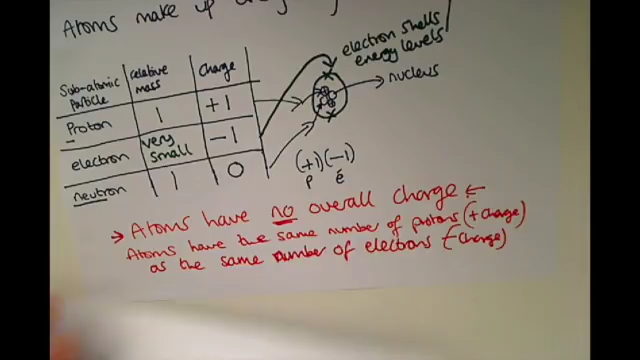 Atoms make up
electron shells
energy levels
nucleus
Sub-atomic particle relative mass charge
Proton 1 +1
electron very small -1
neutron 1 0
(+1) (-1)
p e
→ Atoms have no overall charge ←
Atoms have the same number of protons (+charge)
as the same number of electrons (-charge)